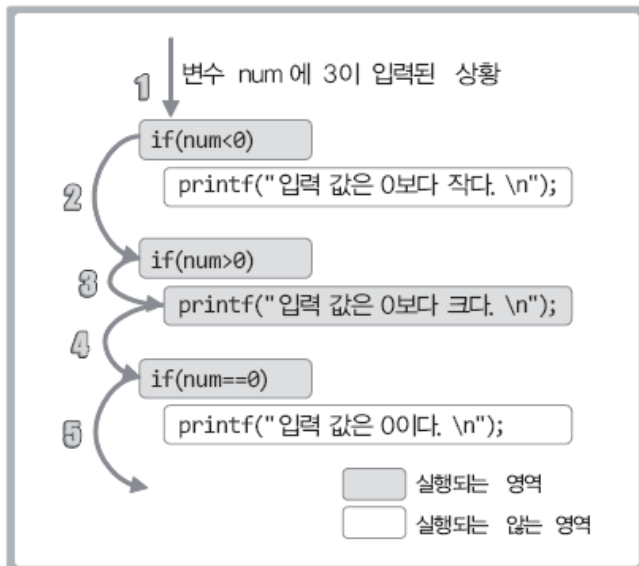 1 변수 num 에 3이 입력된 상황
if(num<0)
printf("입력 값은 0보다 작다. \n");
2
if(num>0)
3
printf("입력 값은 0보다 크다. \n");
4
if(num==0)
5 printf("입력 값은 0이다. \n");
실행되는 영역
실행되는 않는 영역